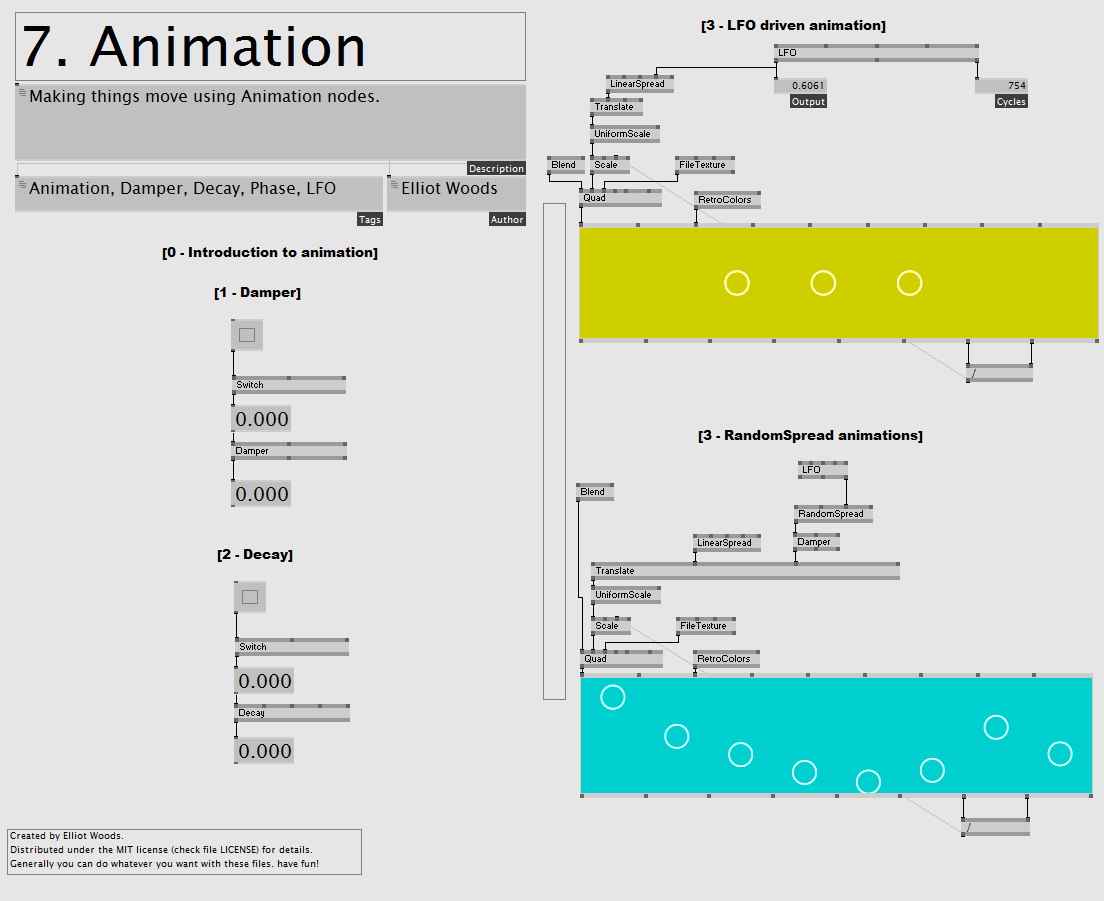 7. Animation
Making things move using Animation nodes.
Description
Animation, Damper, Decay, Phase, LFO
Tags
Elliot Woods
Author
[0 - Introduction to animation]
[1 - Damper]
Switch
0.000
Damper
0.000
[2 - Decay]
Switch
0.000
Decay
0.000
Created by Elliot Woods.
Distributed under the MIT license (check file LICENSE) for details.
Generally you can do whatever you want with these files. have fun!
[3 - LFO driven animation]
LFO
0.6061
Output
754
Cycles
LinearSpread
Translate
UniformScale
Blend
Scale
FileTexture
Quad
RetroColors
/
[3 - RandomSpread animations]
LFO
Blend
RandomSpread
LinearSpread
Damper
Translate
UniformScale
Scale
FileTexture
Quad
RetroColors
/